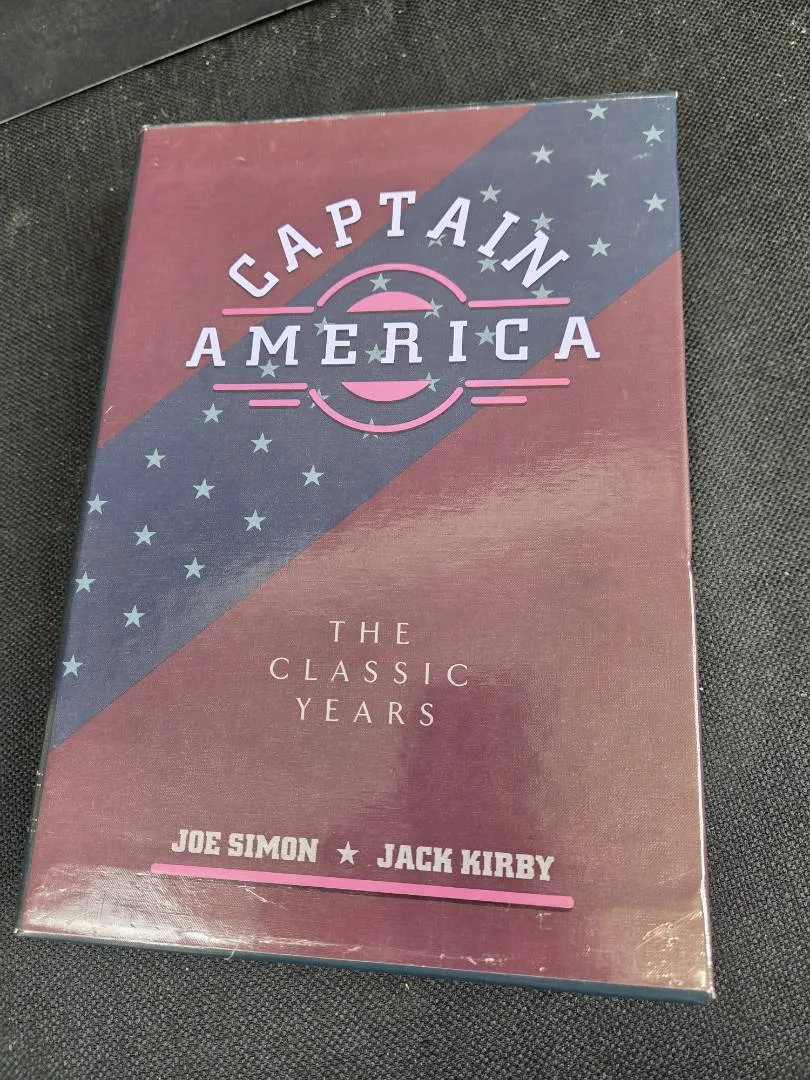 CAPTAIN
AMERICA
THE
CLASSIC
YEARS
JOE SIMON ★ JACK KIRBY